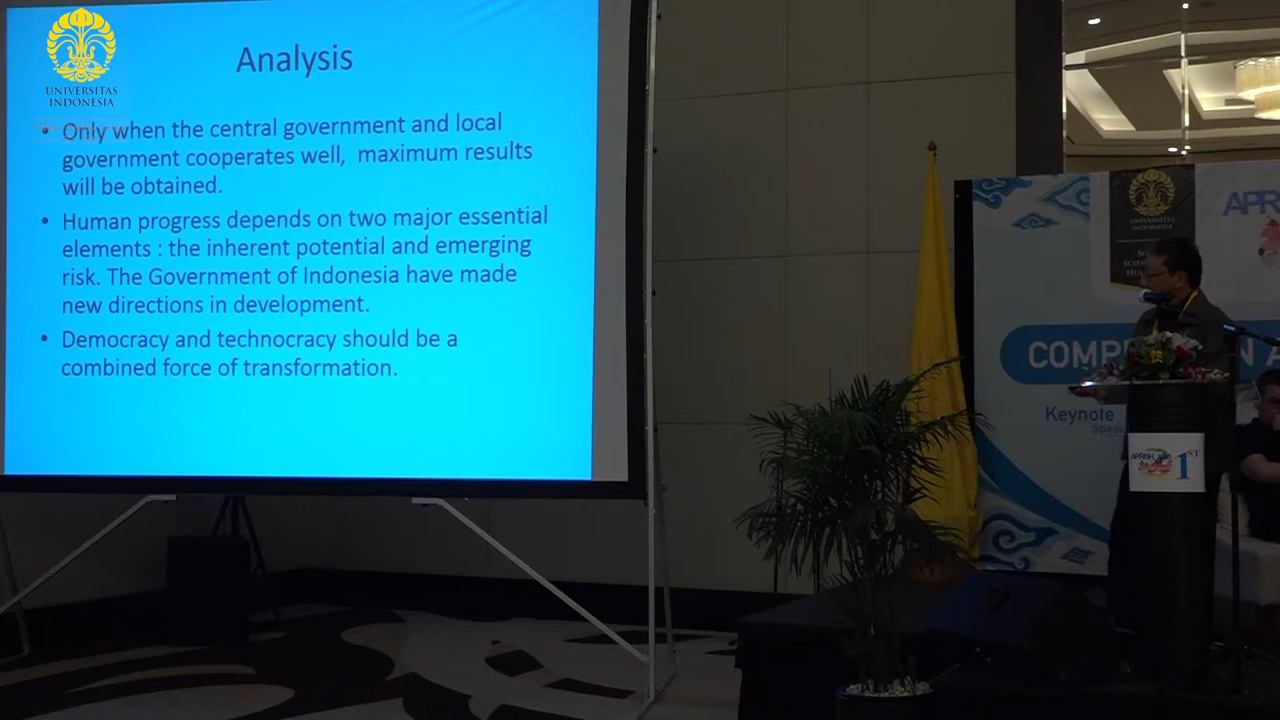 UNIVERSITAS
INDONESIA
Analysis
• Only when the central government and local
government cooperates well, maximum results
will be obtained.
• Human progress depends on two major essential
elements : the inherent potential and emerging
risk. The Government of Indonesia have made
new directions in development.
• Democracy and technocracy should be a
combined force of transformation.
UNIVERSITAS
INDONESIA
Keynote
APRISH
1ST